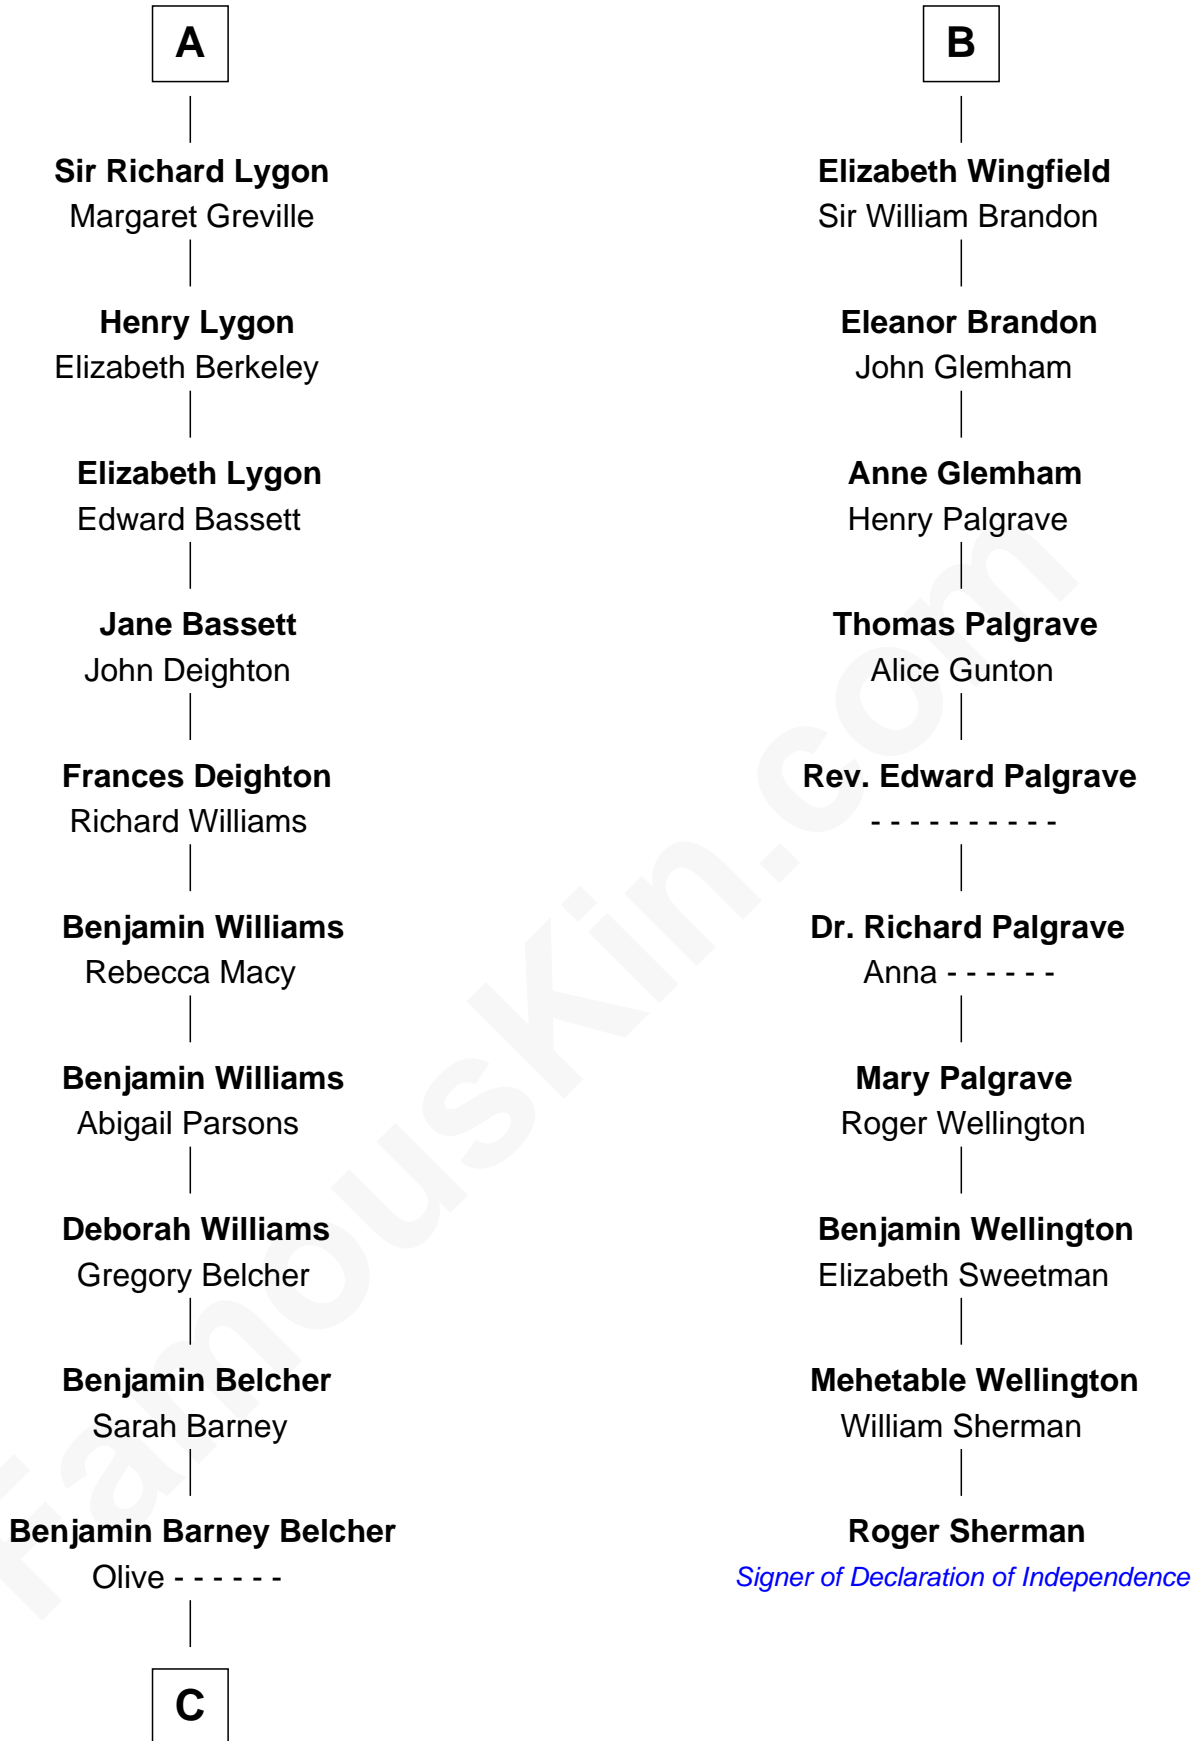 A
Sir Richard Lygon
Margaret Greville
Henry Lygon
Elizabeth Berkeley
Elizabeth Lygon
Edward Bassett
Jane Bassett
John Deighton
Frances Deighton
Richard Williams
Benjamin Williams
Rebecca Macy
Benjamin Williams
Abigail Parsons
Deborah Williams
Gregory Belcher
Benjamin Belcher
Sarah Barney
Benjamin Barney Belcher
Olive - - - - - -
C
B
Elizabeth Wingfield
Sir William Brandon
Eleanor Brandon
John Glemham
Anne Glemham
Henry Palgrave
Thomas Palgrave
Alice Gunton
Rev. Edward Palgrave
- - - - - - - - - -
Dr. Richard Palgrave
Anna - - - - - -
Mary Palgrave
Roger Wellington
Benjamin Wellington
Elizabeth Sweetman
Mehetable Wellington
William Sherman
Roger Sherman
Signer of Declaration of Independence
FamousKin.com